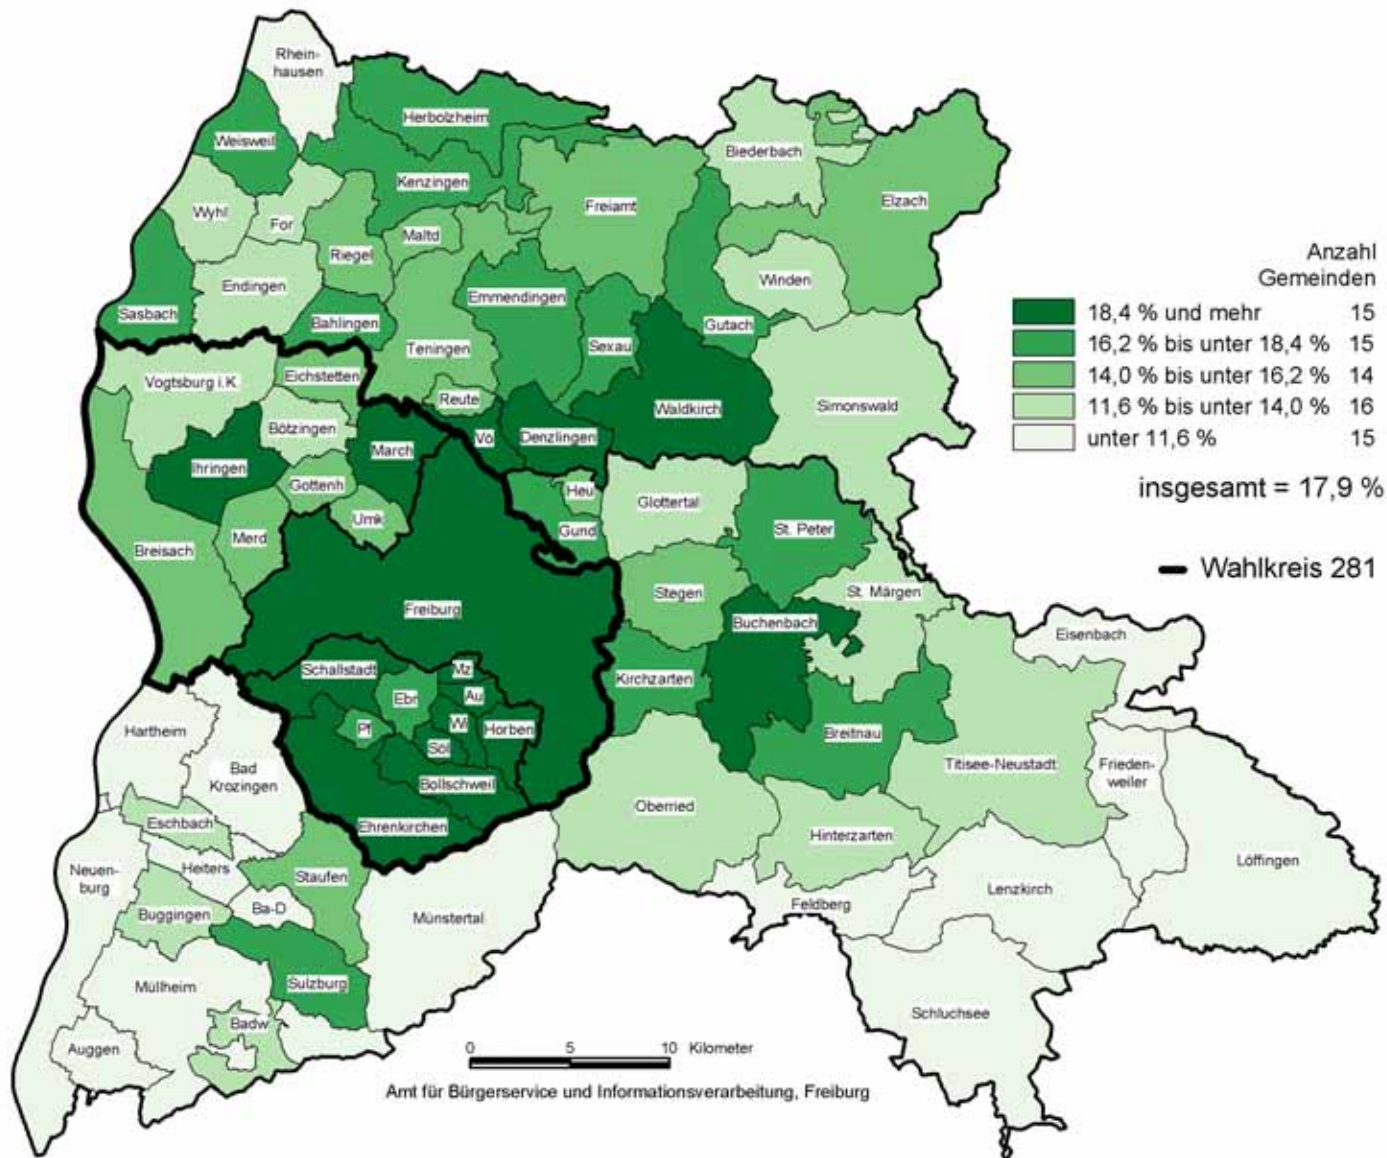 Rhein-
hausen
Herbolzheim
Weisweil
Biederbach
Kenzingen
Elzach
Freiamt
Wyhl
For
Maltd
Riegel
Winden
Endingen
Emmendingen
Sasbach
Bahlingen
Gutach
Sexau
Teningen
Vogtsburg i.K.
Eichstetten
Reute
Waldkirch
Simonswald
Bötzingen
Vö
Denzlingen
March
Ihringen
Gottenh
Heu
Glottertal
Umk
Gund
St. Peter
Merd
Breisach
Stegen
St. Märgen
Freiburg
Buchenbach
Eisenbach
Schallstadt
Mz
Kirchzarten
Ebr
Au
Pf
Wi
Horben
Hartheim
Breitnau
Söl
Bad
Krozingen
Bollschweil
Titisee-Neustadt
Frieden-
weiler
Oberried
Eschbach
Ehrenkirchen
Hinterzarten
Löffingen
Heiters
Neuen-
burg
Staufen
Lenzkirch
Ba-D
Buggingen
Münstertal
Feldberg
Müllheim
Sulzburg
Schluchsee
Badw
Auggen
Anzahl
Gemeinden
18,4 % und mehr 15
16,2 % bis unter 18,4 % 15
14,0 % bis unter 16,2 % 14
11,6 % bis unter 14,0 % 16
unter 11,6 % 15
insgesamt = 17,9 %
Wahlkreis 281
0 5 10 Kilometer
Amt für Bürgerservice und Informationsverarbeitung, Freiburg